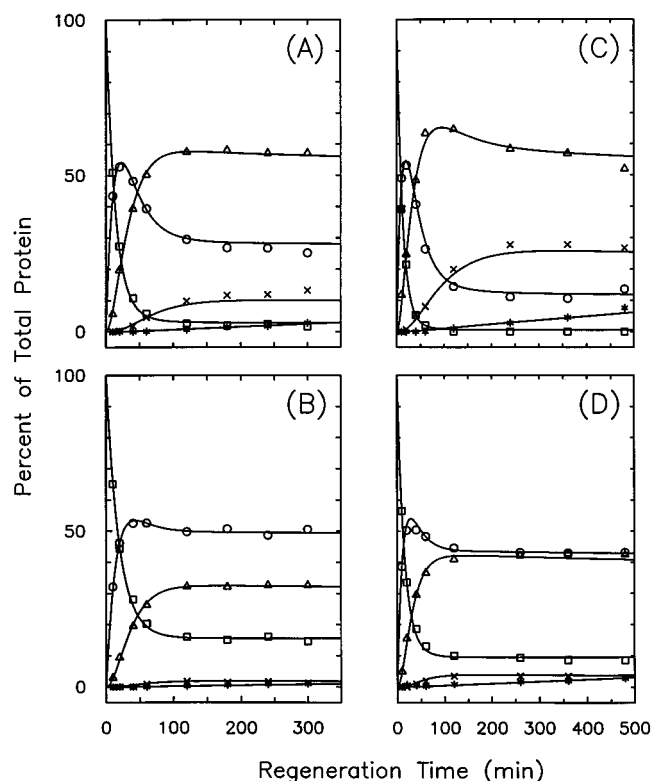 100
(A)
(C)
50
0
Percent of Total Protein
100
(B)
(D)
50
0
0 100 200 300
0 100 200 300 400 500
Regeneration Time (min)